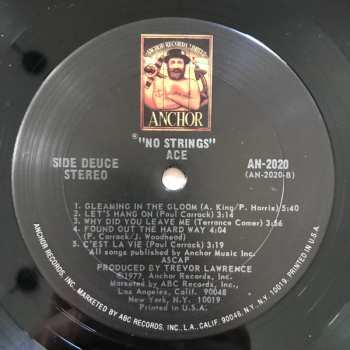 ANCHOR RECORDS LIMITED
ANCHOR
®"NO STRINGS"
ACE
SIDE DEUCE
STEREO
AN-2020
(AN-2020-B)
1. GLEAMING IN THE GLOOM (A. King/P. Harris) 5:40
2. LET'S HANG ON (Paul Carrack) 3:14
3. WHY DID YOU LEAVE ME (Terrance Comer) 3:56
4. FOUND OUT THE HARD WAY 4:04
(P. Carrack/J. Woodhead)
5. C'EST LA VIE (Paul Carrack) 3:19
All songs published by Anchor Music Inc.
ASCAP
PRODUCED BY TREVOR LAWRENCE
℗1977, Anchor Records, Inc.
Marketed by ABC Records, Inc.
Los Angeles, Calif. 90048
New York, N.Y. 10019
Printed in U.S.A.
ANCHOR RECORDS, INC. MARKETED BY ABC RECORDS, INC., L.A., CALIF. 90048 • NEW YORK, N.Y. 10019 • PRINTED IN U.S.A.